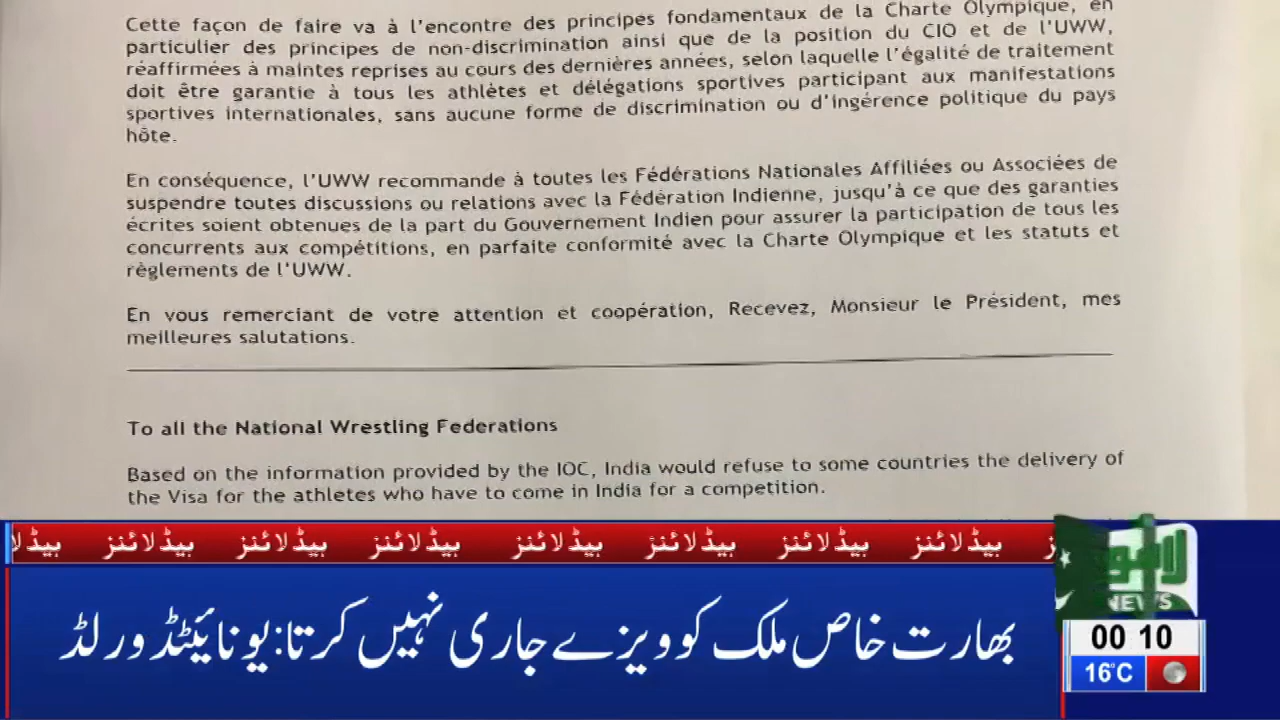 Cette façon de faire va à l'encontre des principes fondamentaux de la Charte Olympique, en
particulier des principes de non-discrimination ainsi que de la position du CIO et de l'UWW,
réaffirmées à maintes reprises au cours des dernières années, selon laquelle l'égalité de traitement
doit être garantie à tous les athlètes et délégations sportives participant aux manifestations
sportives internationales, sans aucune forme de discrimination ou d'ingérence politique du pays
hôte.
En conséquence, l'UWW recommande à toutes les Fédérations Nationales Affiliées ou Associées de
suspendre toutes discussions ou relations avec la Fédération Indienne, jusqu'à ce que des garanties
écrites soient obtenues de la part du Gouvernement Indien pour assurer la participation de tous les
concurrents aux compétitions, en parfaite conformité avec la Charte Olympique et les statuts et
règlements de l'UWW.
En vous remerciant de votre attention et coopération, Recevez, Monsieur le Président, mes
meilleures salutations.
To all the National Wrestling Federations
Based on the information provided by the IOC, India would refuse to some countries the delivery of
the Visa for the athletes who have to come in India for a competition.
ہیڈلائنز ہیڈلائنز ہیڈلائنز ہیڈلائنز ہیڈلائنز ہیڈلائنز ہیڈلائنز
لاہور
NEWS
بھارت خاص ملک کو ویزے جاری نہیں کرتا: یونائیٹڈ ورلڈ
00 10
16°C